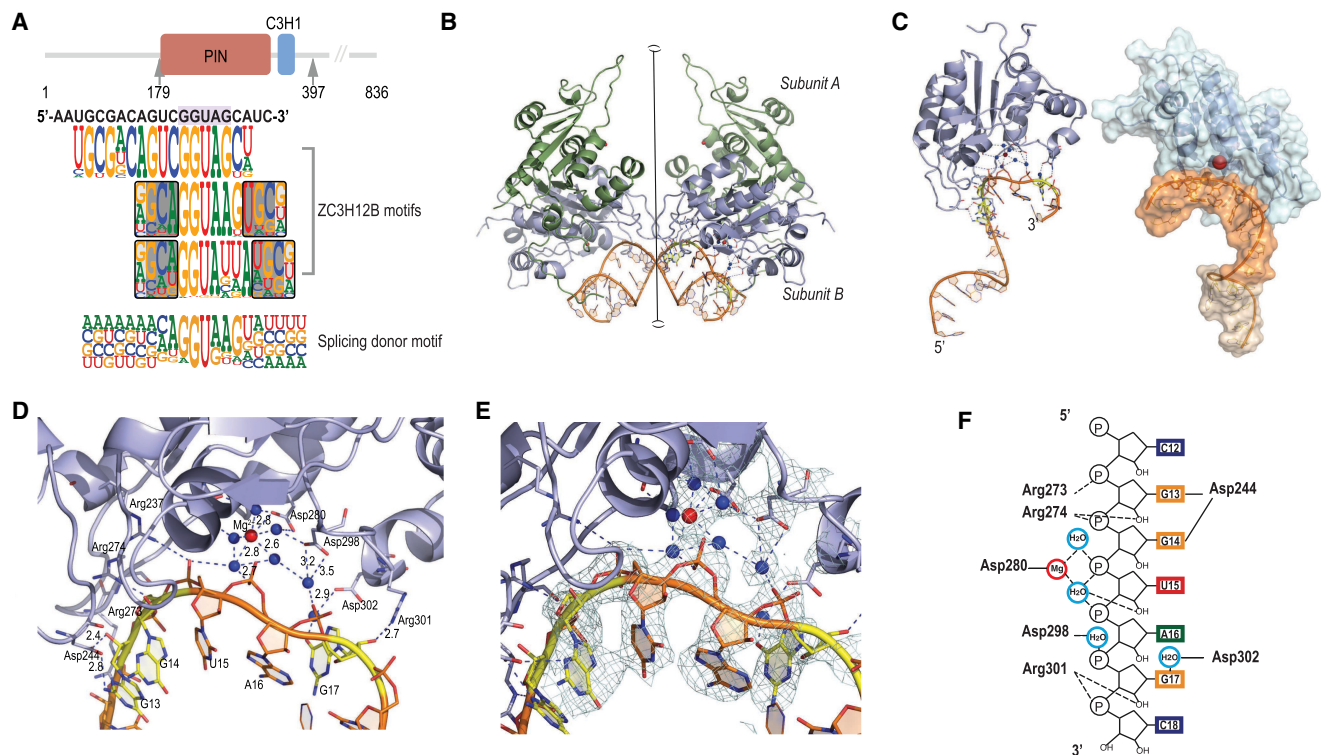 A
C3H1
PIN
//
1
179
397
836
5'-AAUGCGACAGUCGGUAGCAUC-3'
ZC3H12B motifs
Splicing donor motif
B
Subunit A
Subunit B
C
3'
5'
D
Arg237
Mg²⁺
2.8
Asp280
Asp298
Arg274
2.6
2.8
3.2
3.5
2.7
2.9
Asp302
Arg273
Arg301
2.7
2.4
Asp244
2.8
G14
U15
A16
G17
G13
E
F
5'
P
C12
OH
Arg273
G13
Asp244
Arg274
P
OH
P
H2O
G14
OH
Asp280
Mg
P
U15
H2O
OH
P
Asp298
H2O
A16
OH
P
H2O
Asp302
Arg301
G17
OH
P
C18
3'
OH
OH